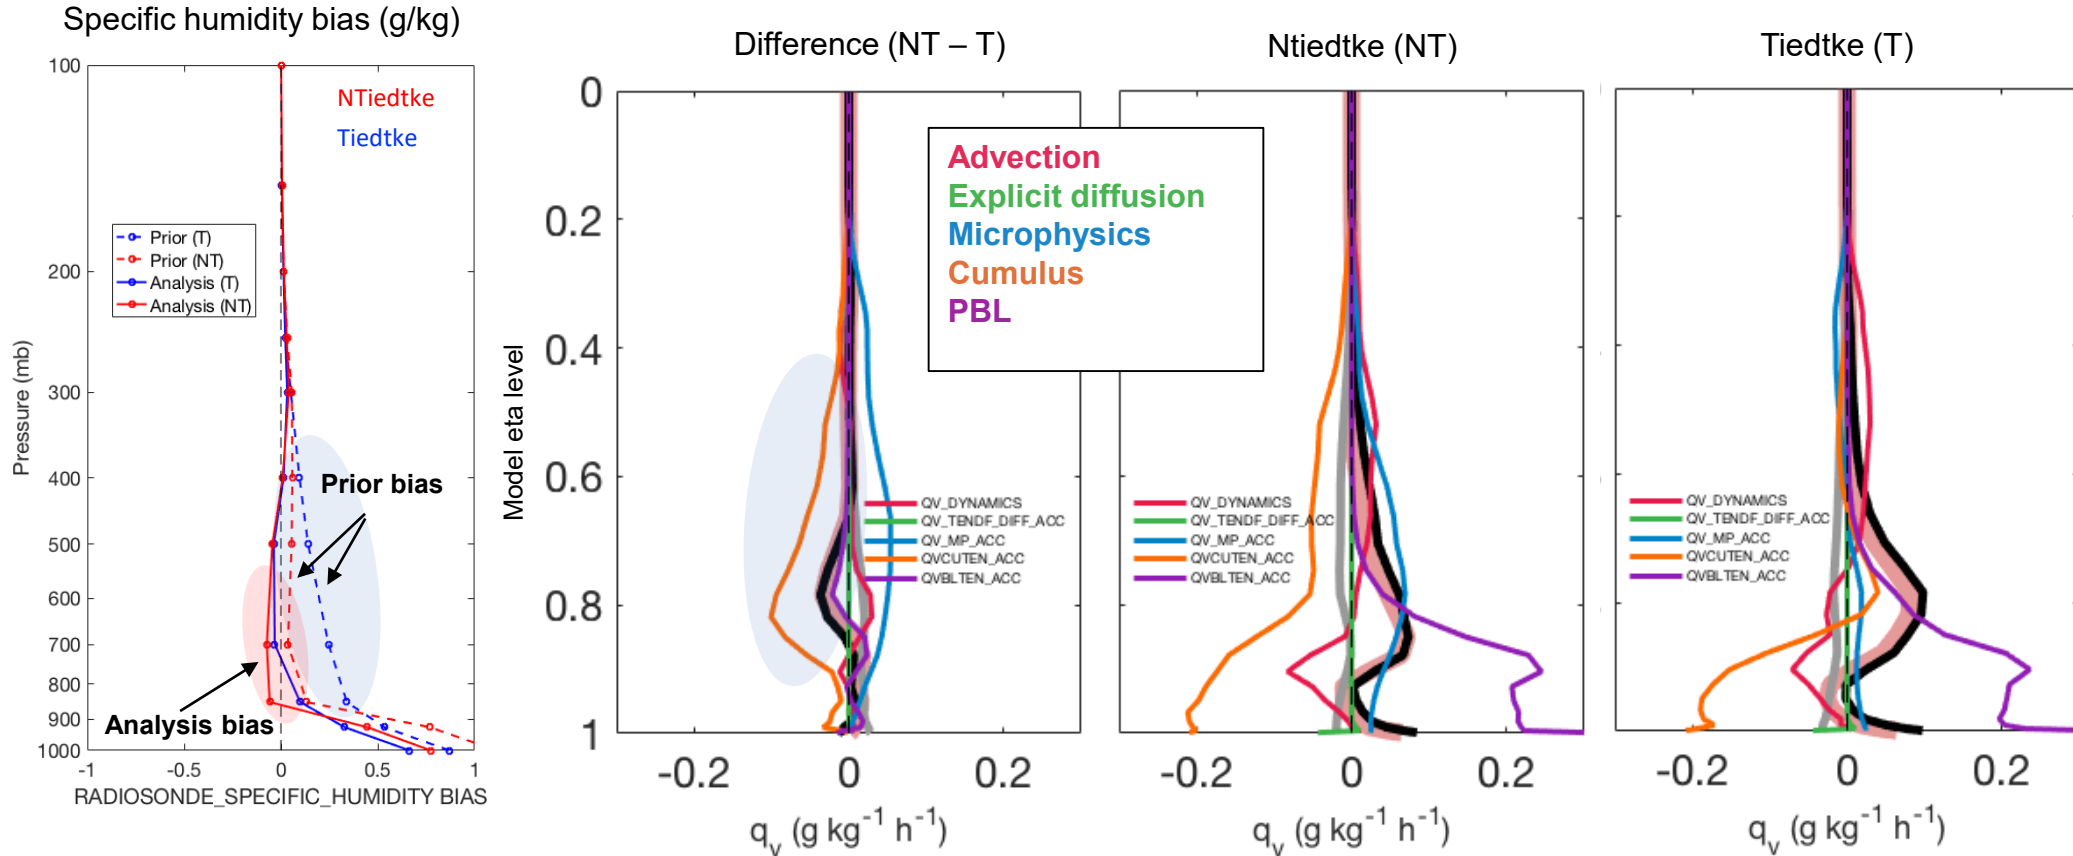 Specific humidity bias (g/kg)
100
200
300
400
500
600
700
800
900
1000
Pressure (mb)
NTiedtke
Tiedtke
Prior (T)
Prior (NT)
Analysis (T)
Analysis (NT)
Prior bias
Analysis bias
-1
-0.5
0
0.5
1
RADIOSONDE_SPECIFIC_HUMIDITY BIAS
Difference (NT – T)
0
0.2
0.4
0.6
0.8
1
Model eta level
QV_DYNAMICS
QV_TENDF_DIFF_ACC
QV_MP_ACC
QVCUTEN_ACC
QVBLTEN_ACC
-0.2
0
0.2
qv (g kg-1 h-1)
Advection
Explicit diffusion
Microphysics
Cumulus
PBL
Ntiedtke (NT)
QV_DYNAMICS
QV_TENDF_DIFF_ACC
QV_MP_ACC
QVCUTEN_ACC
QVBLTEN_ACC
-0.2
0
0.2
qv (g kg-1 h-1)
Tiedtke (T)
QV_DYNAMICS
QV_TENDF_DIFF_ACC
QV_MP_ACC
QVCUTEN_ACC
QVBLTEN_ACC
-0.2
0
0.2
qv (g kg-1 h-1)